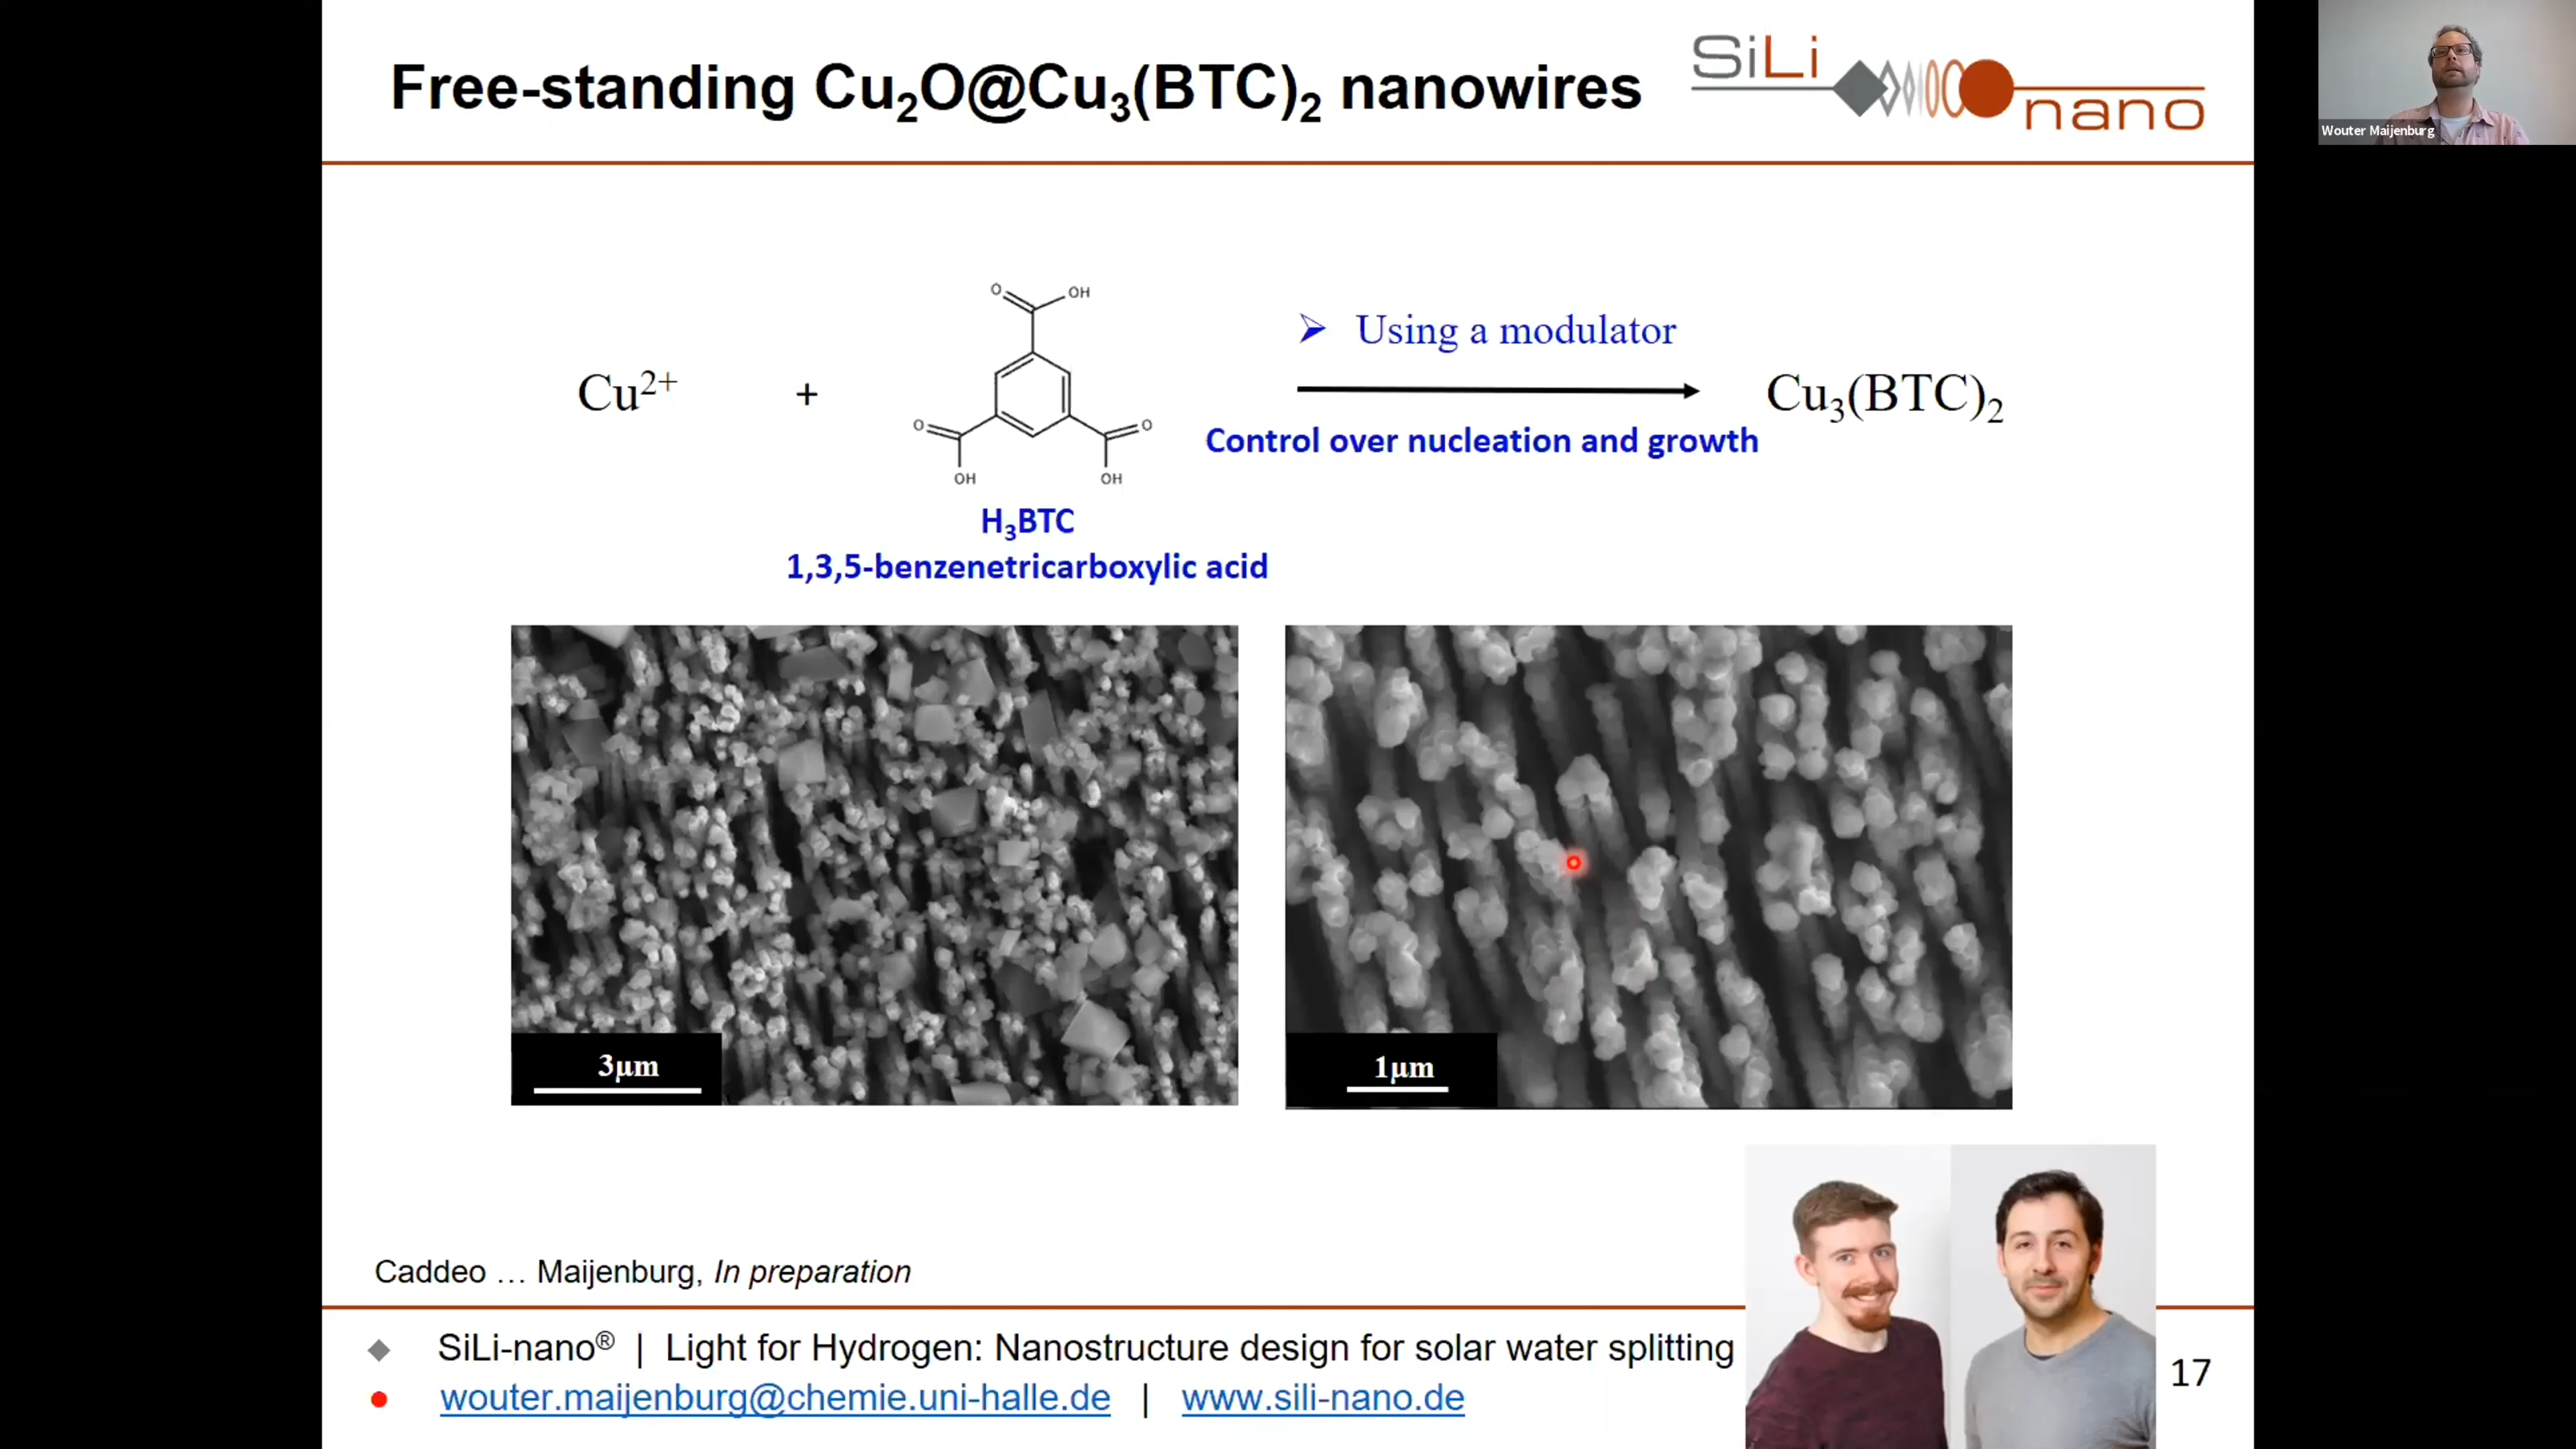 Free-standing Cu₂O@Cu₃(BTC)₂ nanowires
SiLi
nano
Wouter Maijenburg
O
OH
Cu²⁺
+
O
OH
O
OH
➢ Using a modulator
Control over nucleation and growth
Cu₃(BTC)₂
H₃BTC
1,3,5-benzenetricarboxylic acid
3µm
1µm
Caddeo … Maijenburg, In preparation
SiLi-nano® | Light for Hydrogen: Nanostructure design for solar water splitting
wouter.maijenburg@chemie.uni-halle.de | www.sili-nano.de
17